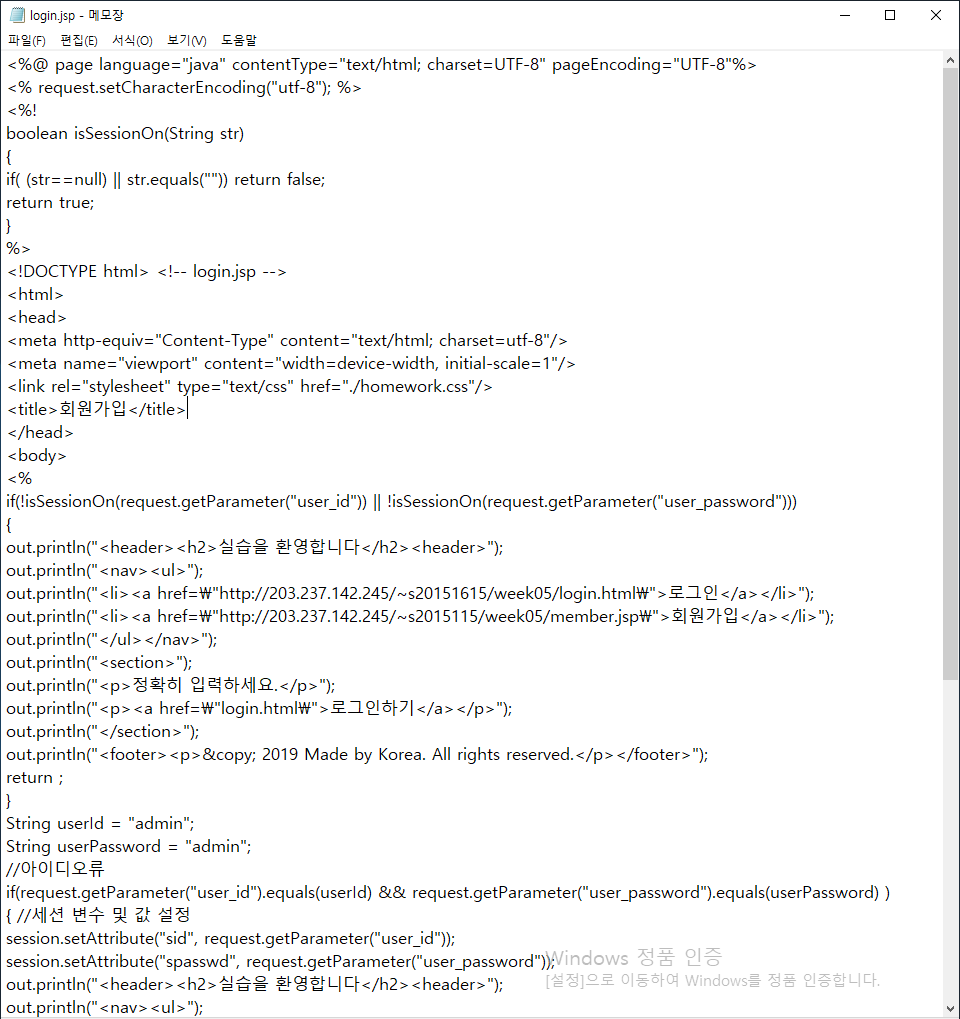 login.jsp - 메모장
파일(F) 편집(E) 서식(O) 보기(V) 도움말
<%@ page language="java" contentType="text/html; charset=UTF-8" pageEncoding="UTF-8"%>
<% request.setCharacterEncoding("utf-8"); %>
<%!
boolean isSessionOn(String str)
{
if( (str==null) || str.equals("")) return false;
return true;
}
%>
<!DOCTYPE html> <!-- login.jsp -->
<html>
<head>
<meta http-equiv="Content-Type" content="text/html; charset=utf-8"/>
<meta name="viewport" content="width=device-width, initial-scale=1"/>
<link rel="stylesheet" type="text/css" href="./homework.css"/>
<title>회원가입</title>
</head>
<body>
<%
if(!isSessionOn(request.getParameter("user_id")) || !isSessionOn(request.getParameter("user_password")))
{
out.println("<header><h2>실습을 환영합니다</h2><header>");
out.println("<nav><ul>");
out.println("<li><a href=₩"http://203.237.142.245/~s20151615/week05/login.html₩">로그인</a></li>");
out.println("<li><a href=₩"http://203.237.142.245/~s2015115/week05/member.jsp₩">회원가입</a></li>");
out.println("</ul></nav>");
out.println("<section>");
out.println("<p>정확히 입력하세요.</p>");
out.println("<p><a href=₩"login.html₩">로그인하기</a></p>");
out.println("</section>");
out.println("<footer><p>&copy; 2019 Made by Korea. All rights reserved.</p></footer>");
return ;
}
String userId = "admin";
String userPassword = "admin";
//아이디오류
if(request.getParameter("user_id").equals(userId) && request.getParameter("user_password").equals(userPassword) )
{ //세션 변수 및 값 설정
session.setAttribute("sid", request.getParameter("user_id"));
session.setAttribute("spasswd", request.getParameter("user_password"));
Windows 정품 인증
[설정]으로 이동하여 Windows를 정품 인증합니다.
out.println("<header><h2>실습을 환영합니다</h2><header>");
out.println("<nav><ul>");